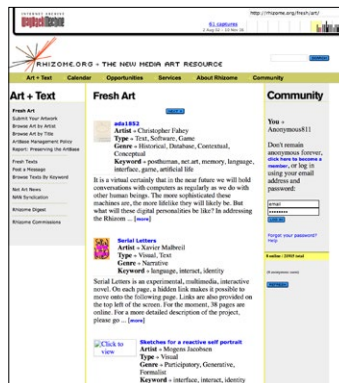 INTERNET ARCHIVE
WayBackMachine
http://rhizome.org/fresh/art/
61 captures
RHIZOME.ORG - THE NEW MEDIA ART RESOURCE
Art + Text
Calendar
Opportunities
Services
About Rhizome
Community
Art + Text
Fresh Art
Submit Your Artwork
Browse Art by Artist
Browse Art by Title
ArtBase Management Policy
Report: Preserving the ArtBase
Fresh Texts
Post a Message
Browse Texts by Keyword
Net Art News
NAN Syndication
Rhizome Digest
Rhizome Commissions
Fresh Art
ada1852
Artist » Christopher Fahey
Type » Text, Software, Game
Genre » Historical, Database, Contextual,
Conceptual
Keyword » posthuman, net.art, memory, language,
interface, game, artificial life
It is a virtual certainty that in the near future we will hold
conversations with computers as regularly as we do with
other human beings. The more sophisticated these
machines are, the more lifelike they will likely be. But
what will these digital personalities be like? In addressing
the Rhizom ... [more]
Serial Letters
Artist » Xavier Malbreil
Type » Visual, Text
Genre » Narrative
Keyword » language, interact, identity
Serial Letters is an experimental, multimedia, interactive
novel. On each page, a hidden link makes it possible to
move onto the following page. Links are also provided on
the top left of the screen. For the moment, 38 pages are
online. For a more detailed description of the project,
please go ... [more]
Click to
view
Sketches for a reactive self portrait
Artist » Mogens Jacobsen
Type » Visual
Genre » Participatory, Generative,
Formalist
Keyword » interface, interact, identity
Community
You »
Anonymous811
Don't remain
anonymous forever,
click here to become a
member, or log in
using your email
address and
password:
email
Forgot your password?
Help